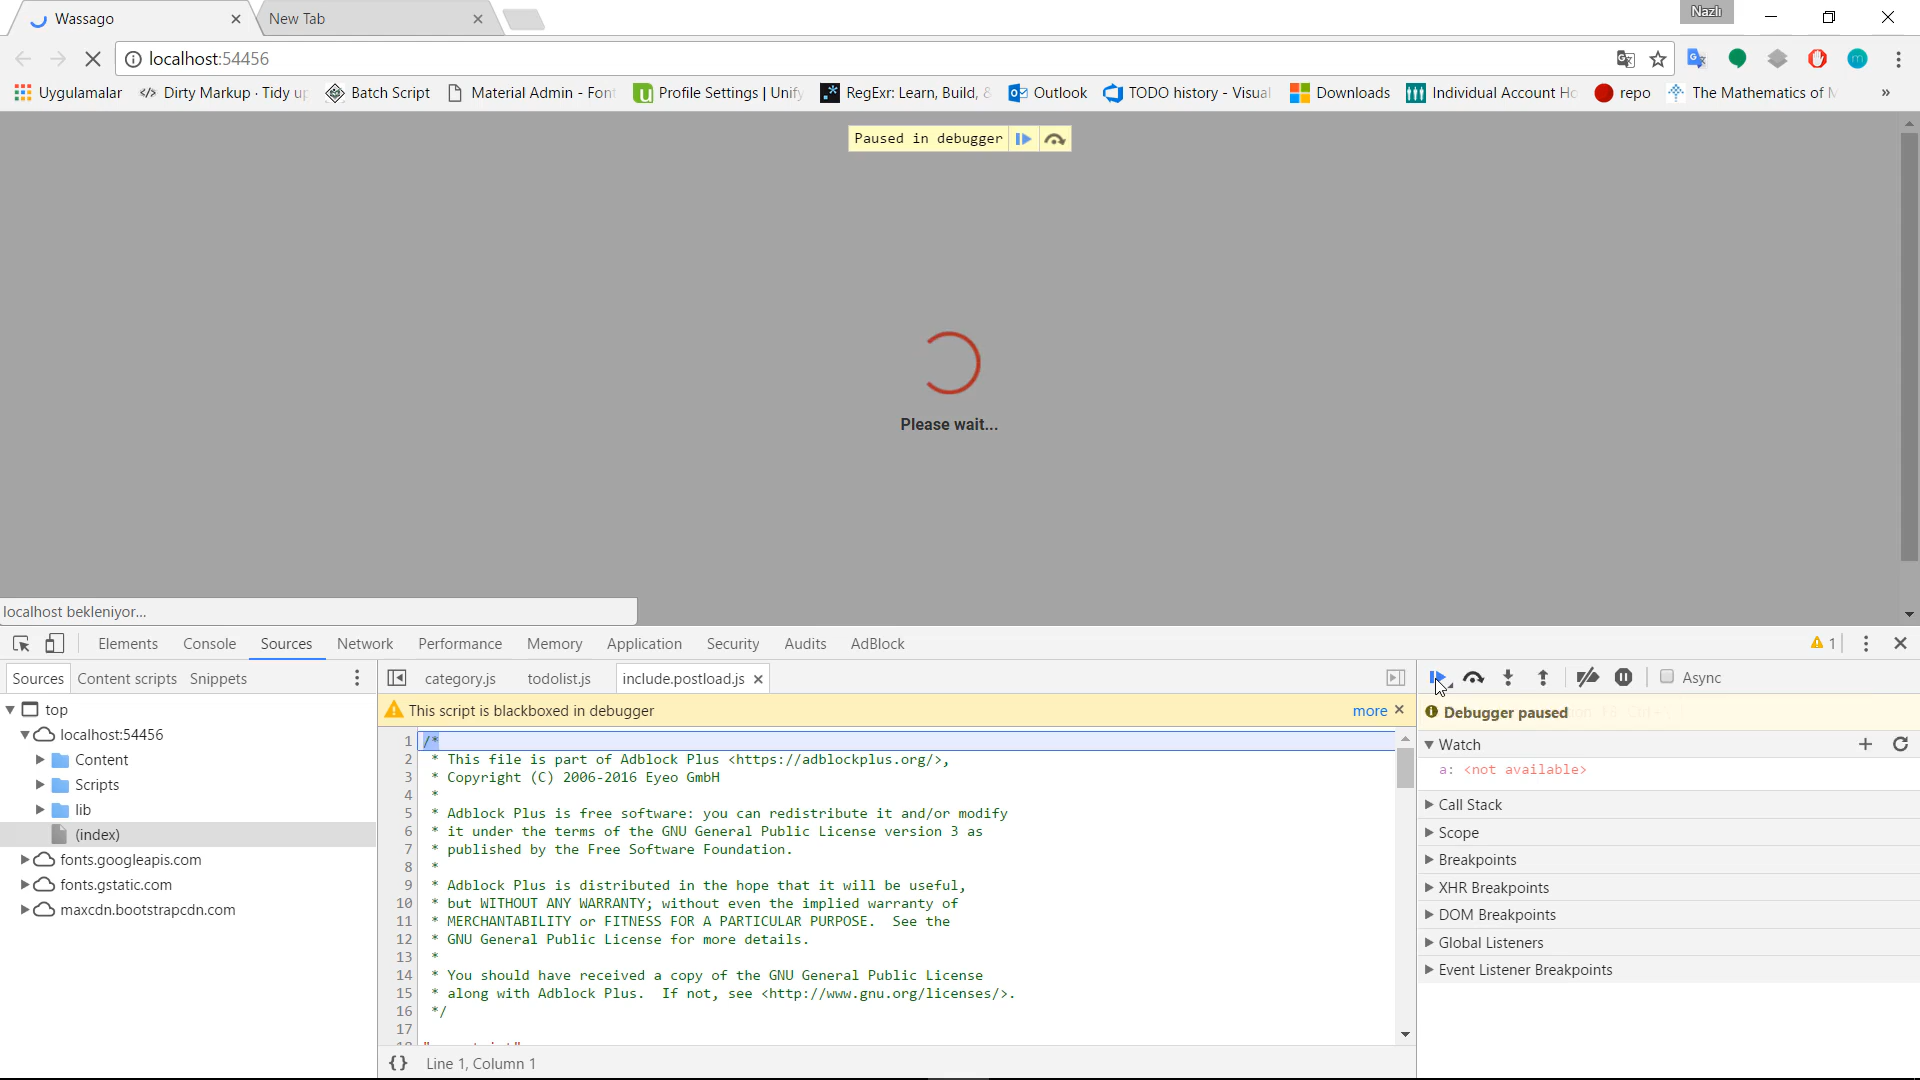 Wassago
New Tab
Nazlı
localhost:54456
Uygulamalar
Dirty Markup · Tidy
Batch Script
Material Admin - Fon
Profile Settings | Unify
RegExr: Learn, Build, &
Outlook
TODO history - Visual
Downloads
Individual Account Ho
repo
The Mathematics of
»
Paused in debugger
Please wait...
localhost bekleniyor...
Elements
Console
Sources
Network
Performance
Memory
Application
Security
Audits
AdBlock
1
Sources
Content scripts
Snippets
category.js
todolist.js
include.postload.js
Async
top
localhost:54456
Content
Scripts
lib
(index)
fonts.googleapis.com
fonts.gstatic.com
maxcdn.bootstrapcdn.com
This script is blackboxed in debugger
more
1 /*
2 * This file is part of Adblock Plus <https://adblockplus.org/>,
3 * Copyright (C) 2006-2016 Eyeo GmbH
4 *
5 * Adblock Plus is free software: you can redistribute it and/or modify
6 * it under the terms of the GNU General Public License version 3 as
7 * published by the Free Software Foundation.
8 *
9 * Adblock Plus is distributed in the hope that it will be useful,
10 * but WITHOUT ANY WARRANTY; without even the implied warranty of
11 * MERCHANTABILITY or FITNESS FOR A PARTICULAR PURPOSE.  See the
12 * GNU General Public License for more details.
13 *
14 * You should have received a copy of the GNU General Public License
15 * along with Adblock Plus.  If not, see <http://www.gnu.org/licenses/>.
16 */
17
{} Line 1, Column 1
Debugger paused
Watch
a: <not available>
Call Stack
Scope
Breakpoints
XHR Breakpoints
DOM Breakpoints
Global Listeners
Event Listener Breakpoints